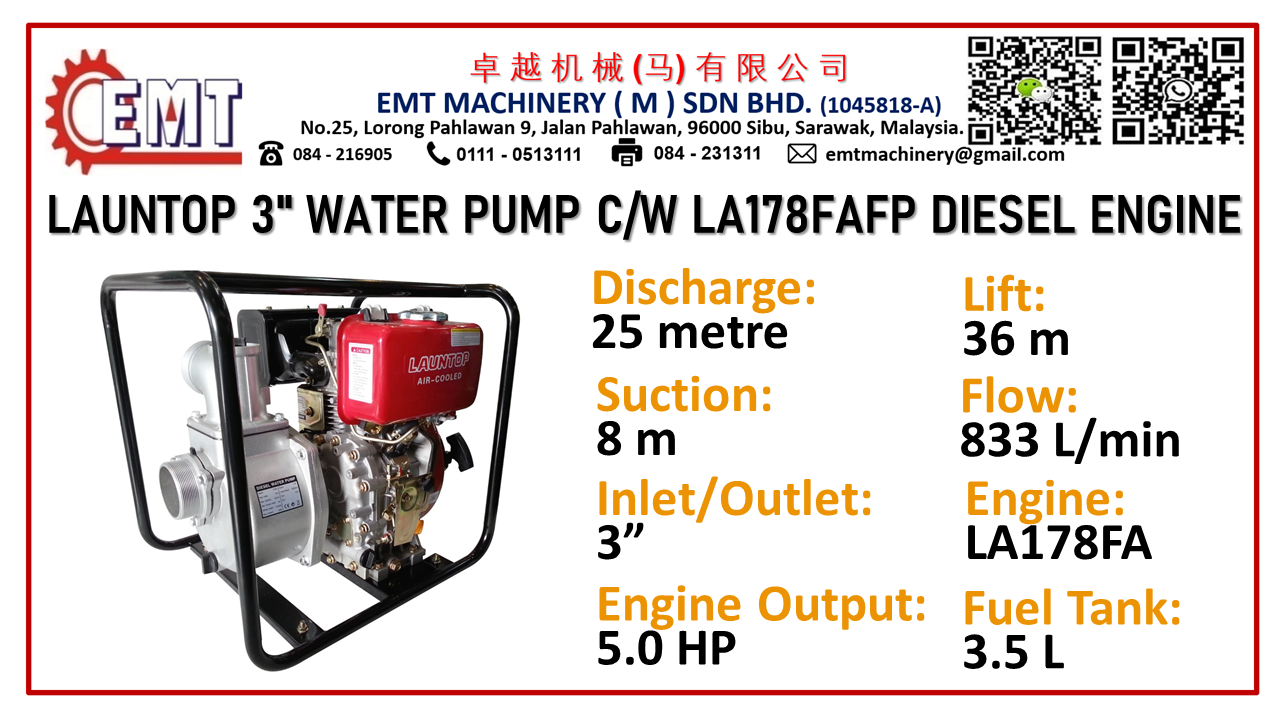 EMT
卓越机械(马)有限公司
EMT MACHINERY ( M ) SDN BHD. (1045818-A)
No.25, Lorong Pahlawan 9, Jalan Pahlawan, 96000 Sibu, Sarawak, Malaysia.
084 - 216905 0111 - 0513111 084 - 231311 emtmachinery@gmail.com
LAUNTOP 3" WATER PUMP C/W LA178FAFP DIESEL ENGINE
Discharge:
25 metre
Lift:
36 m
Suction:
8 m
Flow:
833 L/min
Inlet/Outlet:
3”
Engine:
LA178FA
Engine Output:
5.0 HP
Fuel Tank:
3.5 L
LAUNTOP
AIR-COOLED
DIESEL WATER PUMP